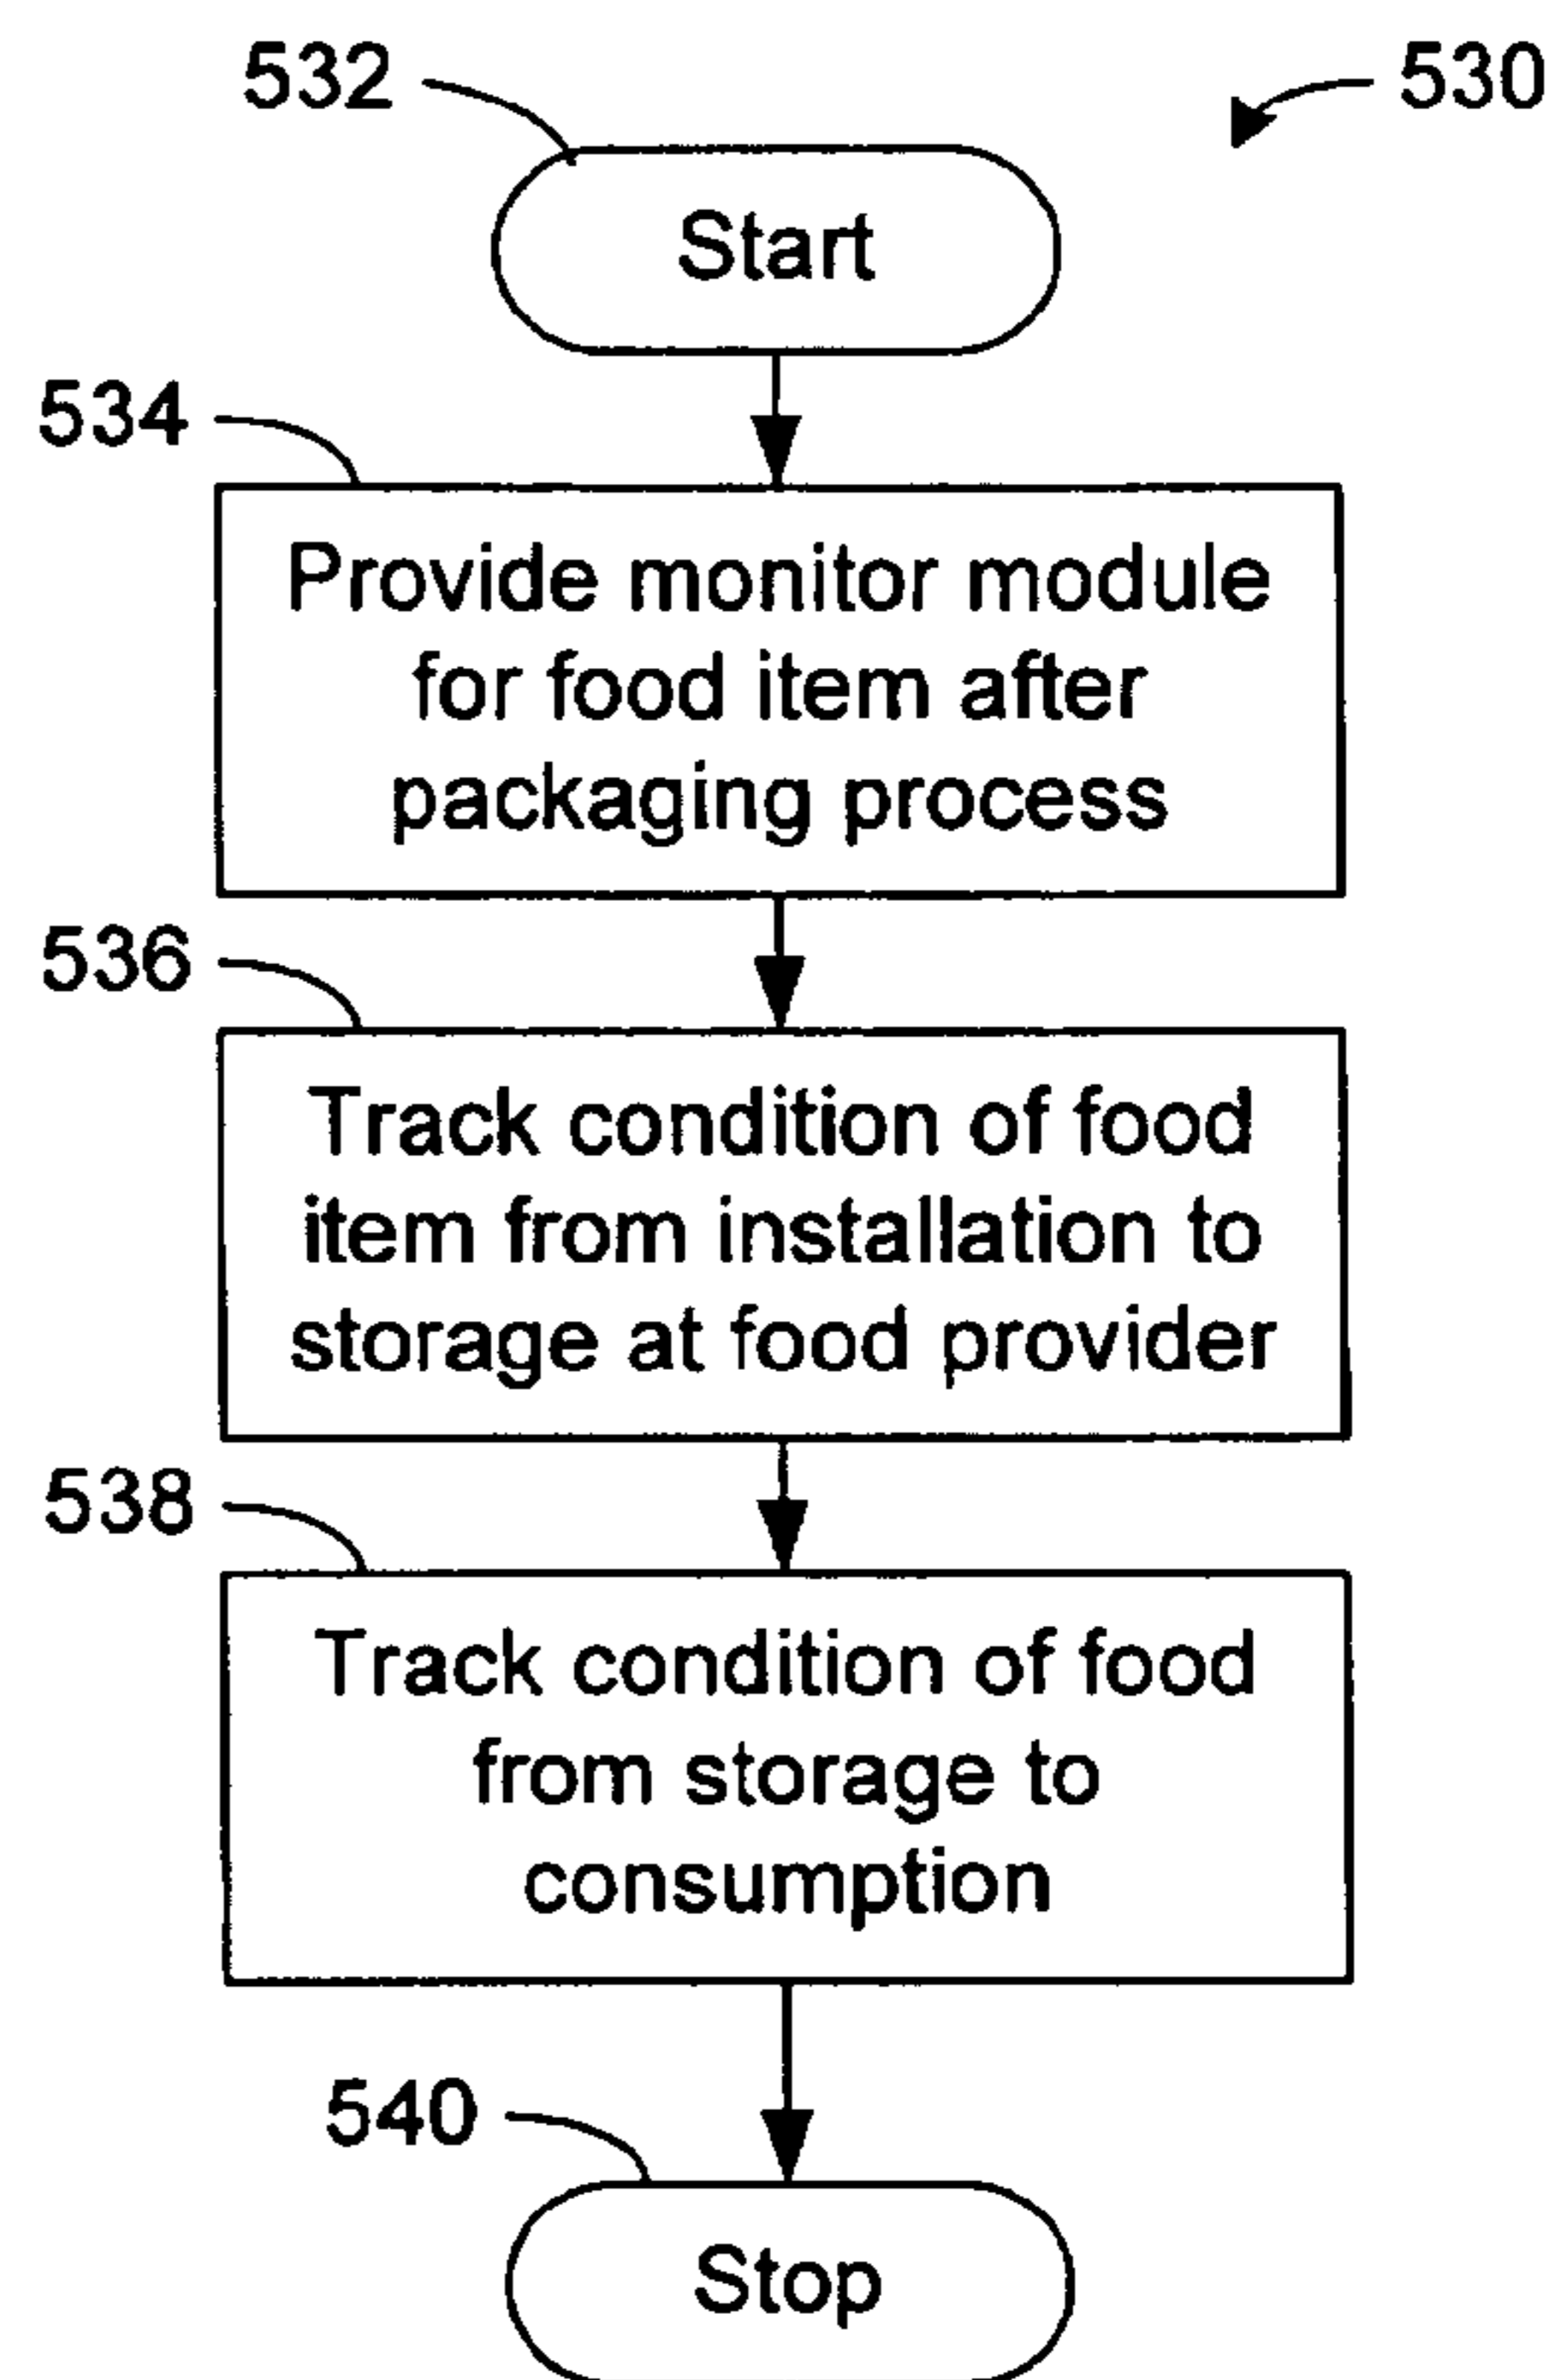 532
530
Start
534
Provide monitor module
for food item after
packaging process
536
Track condition of food
item from installation to
storage at food provider
538
Track condition of food
from storage to
consumption
540
Stop